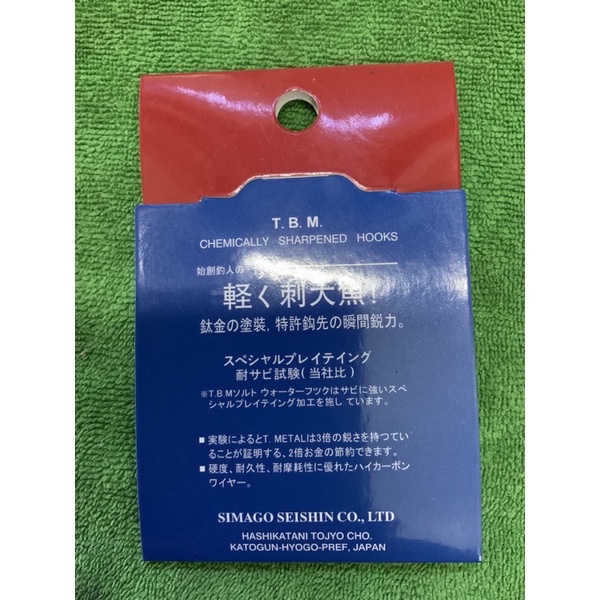 T. B. M.
CHEMICALLY SHARPENED HOOKS
始創釣人の
軽く刺大魚!
鈦金の塗裝, 特許鈎先の瞬間鋭力。
スペシャルプレイテイング
耐サビ試験( 当社比 )
※T.B.Mソルト ウォーターフツクはサビに強いスペ
シャルプレイテイング加工を施し ています。
■ 実験によるとT. METALは3倍の鋭さを持つてい
ることが証明する、2倍お金の節約できます。
■ 硬度、耐久性、耐摩耗性に優れたハイカーボン
ワイヤー。
SIMAGO SEISHIN CO., LTD
HASHIKATANI TOJYO CHO.
KATOGUN-HYOGO-PREF, JAPAN